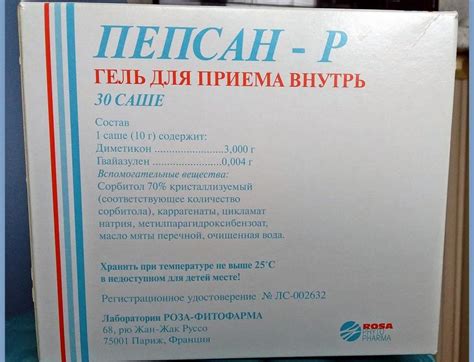 ПЕПСАН - Р
ГЕЛЬ ДЛЯ ПРИЕМА ВНУТРЬ
30 САШЕ
Состав
1 саше (10 г) содержит:
Диметикон ........................3,000 г
Гвайазулен ........................0,004 г
Вспомогательные вещества:
Сорбитол 70% кристаллизуемый
(соответствующее количество
сорбитола), каррагенаты, цикламат
натрия, метилпарагидроксибензоат,
масло мяты перечной, очищенная вода.
Хранить при температуре не выше 25˚С
в недоступном для детей месте!
Регистрационное удостоверение № ЛС-002632
Лаборатории РОЗА-ФИТОФАРМА
68, рю Жан-Жак Руссо
75001 Париж, Франция
ROSA
PHYTO
PHARMA